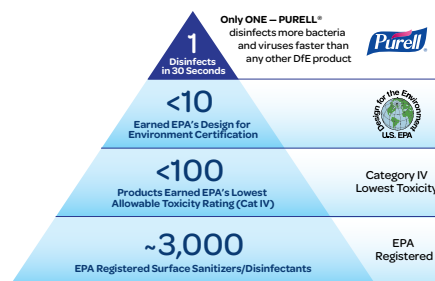 Only ONE — PURELL®
disinfects more bacteria
and viruses faster than
any other DfE product
1
Disinfects
in 30 Seconds
Purell
<10
Earned EPA's Design for
Environment Certification
Design for the Environment
U.S. EPA
<100
Products Earned EPA's Lowest
Allowable Toxicity Rating (Cat IV)
Category IV
Lowest Toxicity
~3,000
EPA Registered Surface Sanitizers/Disinfectants
EPA
Registered